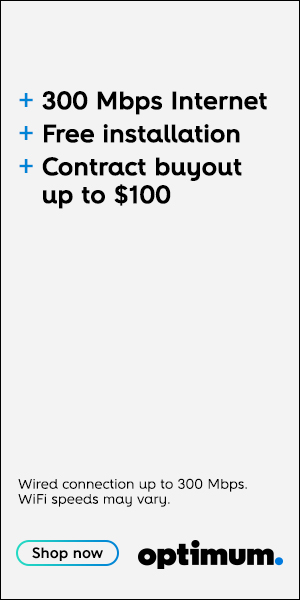 + 300 Mbps Internet
+ Free installation
+ Contract buyout
up to $100
Wired connection up to 300 Mbps.
WiFi speeds may vary.
Shop now
optimum.